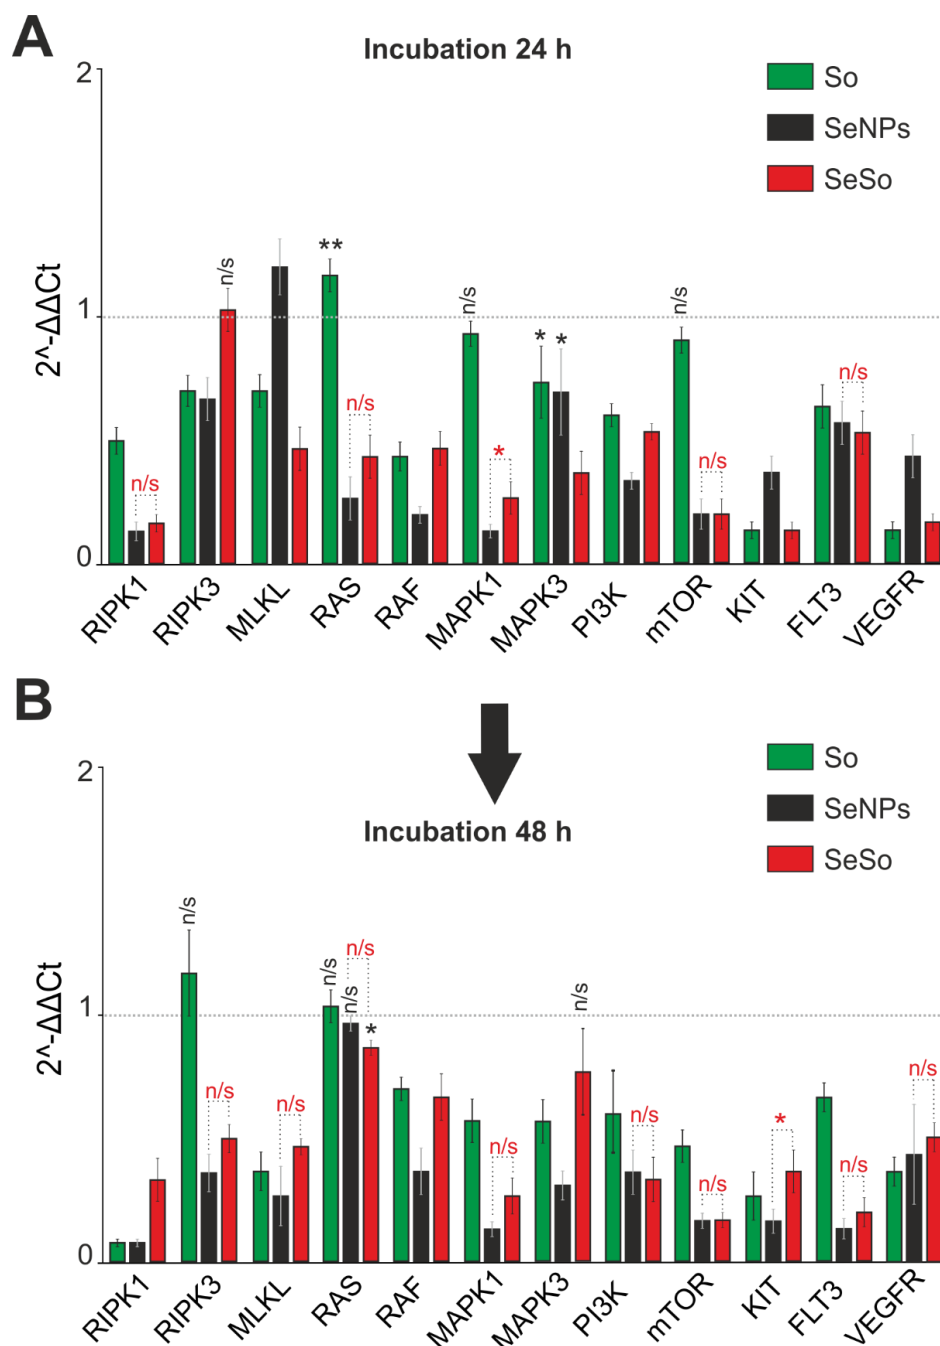 A
Incubation 24 h
2
So
SeNPs
SeSo
2^-ΔΔCt
1
0
n/s
n/s
**
n/s
n/s
*
*
*
n/s
n/s
n/s
RIPK1
RIPK3
MLKL
RAS
RAF
MAPK1
MAPK3
PI3K
mTOR
KIT
FLT3
VEGFR
B
Incubation 48 h
2
So
SeNPs
SeSo
2^-ΔΔCt
1
0
n/s
n/s
n/s
n/s
n/s
n/s
*
n/s
n/s
n/s
n/s
*
n/s
n/s
RIPK1
RIPK3
MLKL
RAS
RAF
MAPK1
MAPK3
PI3K
mTOR
KIT
FLT3
VEGFR